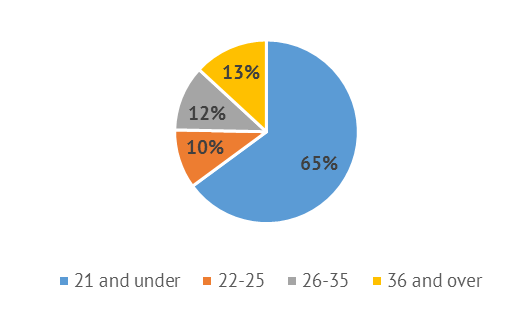 13%
12%
10%
65%
21 and under 22-25 26-35 36 and over